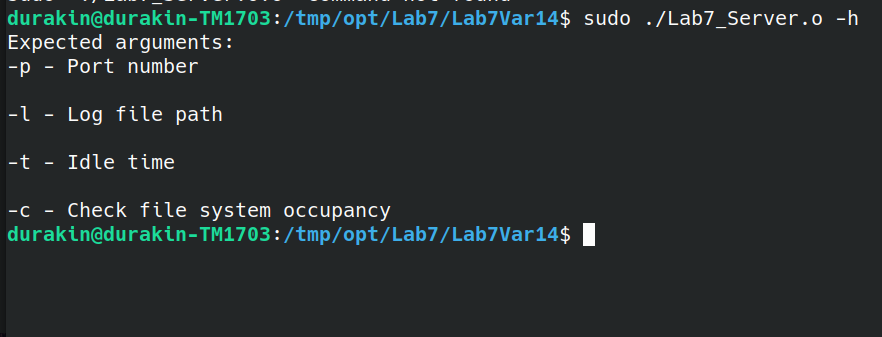 durakin@durakin-TM1703:/tmp/opt/Lab7/Lab7Var14$ sudo ./Lab7_Server.o -h
Expected arguments:
-p - Port number
-l - Log file path
-t - Idle time
-c - Check file system occupancy
durakin@durakin-TM1703:/tmp/opt/Lab7/Lab7Var14$